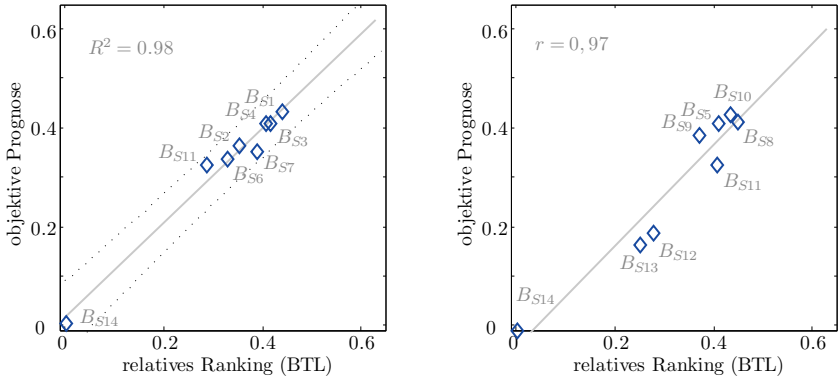 0.6
R² = 0.98
B_S1
B_S4
0.4
B_S2
B_S3
B_S11
B_S7
B_S6
0.2
B_S14
0
0
0.2
0.4
0.6
relatives Ranking (BTL)
objektive Prognose
0.6
r = 0,97
B_S10
B_S5
0.4
B_S9
B_S8
B_S11
0.2
B_S12
B_S13
B_S14
0
0
0.2
0.4
0.6
relatives Ranking (BTL)
objektive Prognose